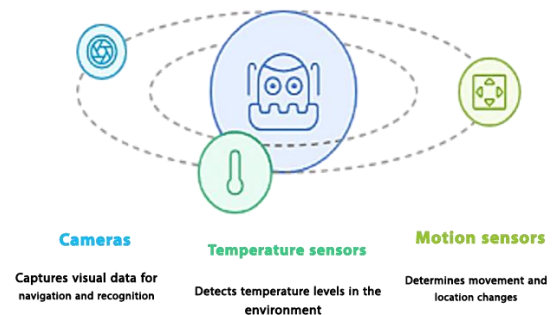 Cameras
Captures visual data for
navigation and recognition
Temperature sensors
Detects temperature levels in the
environment
Motion sensors
Determines movement and
location changes